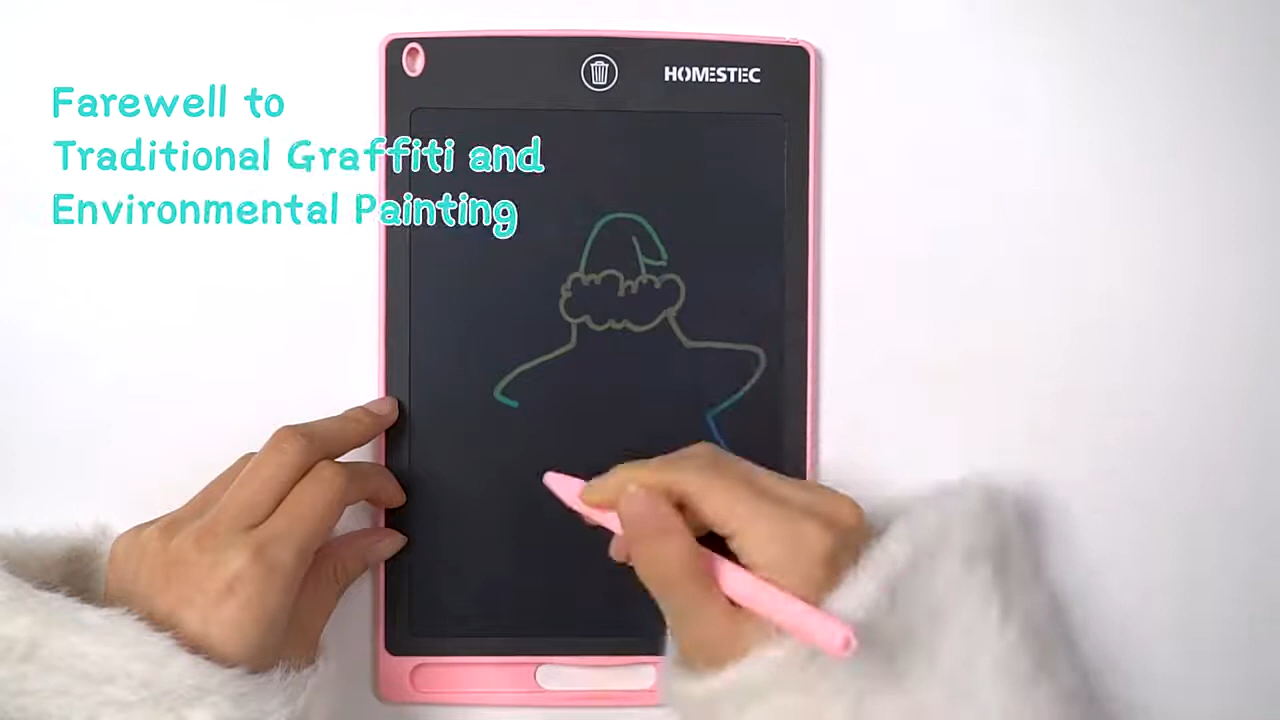 HOMESTEC
Farewell to
Traditional Graffiti and
Environmental Painting